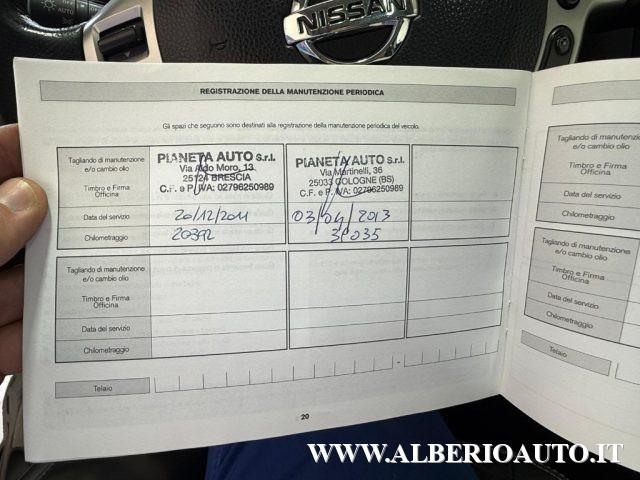 OFF
AUTO
NISSAN
REGISTRAZIONE DELLA MANUTENZIONE PERIODICA
Gli spazi che seguono sono destinati alla registrazione della manutenzione periodica del veicolo.
Tagliando di manutenzione
e/o cambio olio
Timbro e Firma
Officina
Data del servizio
Chilometraggio
PIANETA AUTO S.r.l.
Via Aldo Moro, 13
25124 BRESCIA
C.F. e P. IVA: 02796250989
20/12/2011
20392
PIANETA AUTO S.r.l.
Via Martinelli, 36
25033 COLOGNE (BS)
C.F. e P. IVA: 02796250989
03/04/2013
31035
Tagliando di manutenzione
e/o cambio olio
Timbro e Firma
Officina
Data del servizio
Chilometraggio
Telaio
-
20
Tagliando di manutenzione
e/o cambio olio
Timbro e Firma
Officina
Data del servizio
Chilometraggio
Tagliando di manutenzione
e/o cambio olio
Timbro e Firma
Officina
Data del servizio
Chilometraggio
Telaio
WWW.ALBERIOAUTO.IT